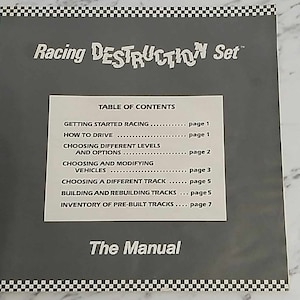 Racing DESTRUCTION Set™
TABLE OF CONTENTS
GETTING STARTED RACING ............ page 1
HOW TO DRIVE ...................... page 1
CHOOSING DIFFERENT LEVELS
AND OPTIONS ....................... page 2
CHOOSING AND MODIFYING
VEHICLES .......................... page 3
CHOOSING A DIFFERENT TRACK ..... page 5
BUILDING AND REBUILDING TRACKS ... page 5
INVENTORY OF PRE-BUILT TRACKS .... page 7
The Manual